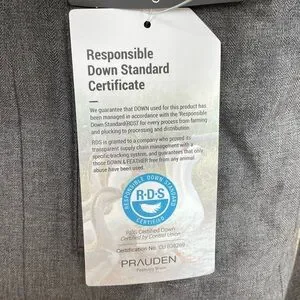 Responsible
Down Standard
Certificate
We guarantee that DOWN used for this product has
been managed in accordance with the 'Responsible
Down Standard(RDS)' for every process from farming
and plucking to processing and distribution.
RDS is granted to a company who proved its
transparent supply chain management with a
specific tracking system, and guarantees that only
those DOWN & FEATHER free from any animal
abuse have been used.
RESPONSIBLE DOWN STANDARD
R·D·S
CERTIFIED
RDS Certified Down
Certified by Control Union
Certification No. CU
PRAUDEN